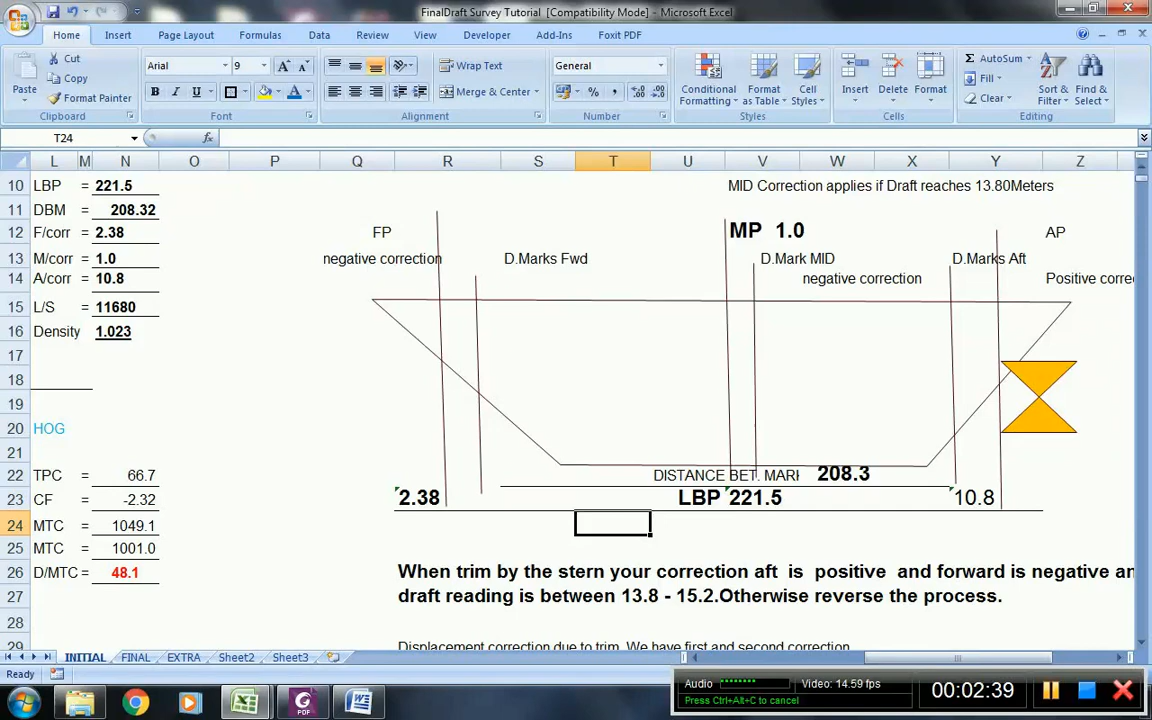 FinalDraft Survey Tutorial [Compatibility Mode] - Microsoft Excel
Home Insert Page Layout Formulas Data Review View Developer Add-Ins Foxit PDF
Cut
Copy
Format Painter
Paste
Clipboard
Arial 9
B I U A
Font
Wrap Text
Merge & Center
Alignment
General
$ % ,
Number
Conditional Formatting
Format as Table
Cell Styles
Styles
Insert Delete Format
Cells
AutoSum
Fill
Clear
Sort & Filter
Find & Select
Editing
T24 fx
L M N O P Q R S T U V W X Y Z
10 LBP = 221.5 MID Correction applies if Draft reaches 13.80Meters
11 DBM = 208.32
12 F/corr = 2.38 FP MP 1.0 AP
13 M/corr = 1.0 negative correction D.Marks Fwd D.Mark MID D.Marks Aft
14 A/corr = 10.8 negative correction Positive corre
15 L/S = 11680
16 Density = 1.023
17
18
19
20 HOG
21
22 TPC = 66.7 DISTANCE BET. MARK 208.3
23 CF = -2.32 2.38 LBP 221.5 10.8
24 MTC = 1049.1
25 MTC = 1001.0
26 D/MTC = 48.1 When trim by the stern your correction aft is positive and forward is negative an
27 draft reading is between 13.8 - 15.2.Otherwise reverse the process.
28
29 Displacement correction due to trim. We have first and second correction
INITIAL FINAL EXTRA Sheet2 Sheet3
Ready
PDF
Audio Video: 14.59 fps
Press Ctrl+Alt+C to cancel
00:02:39